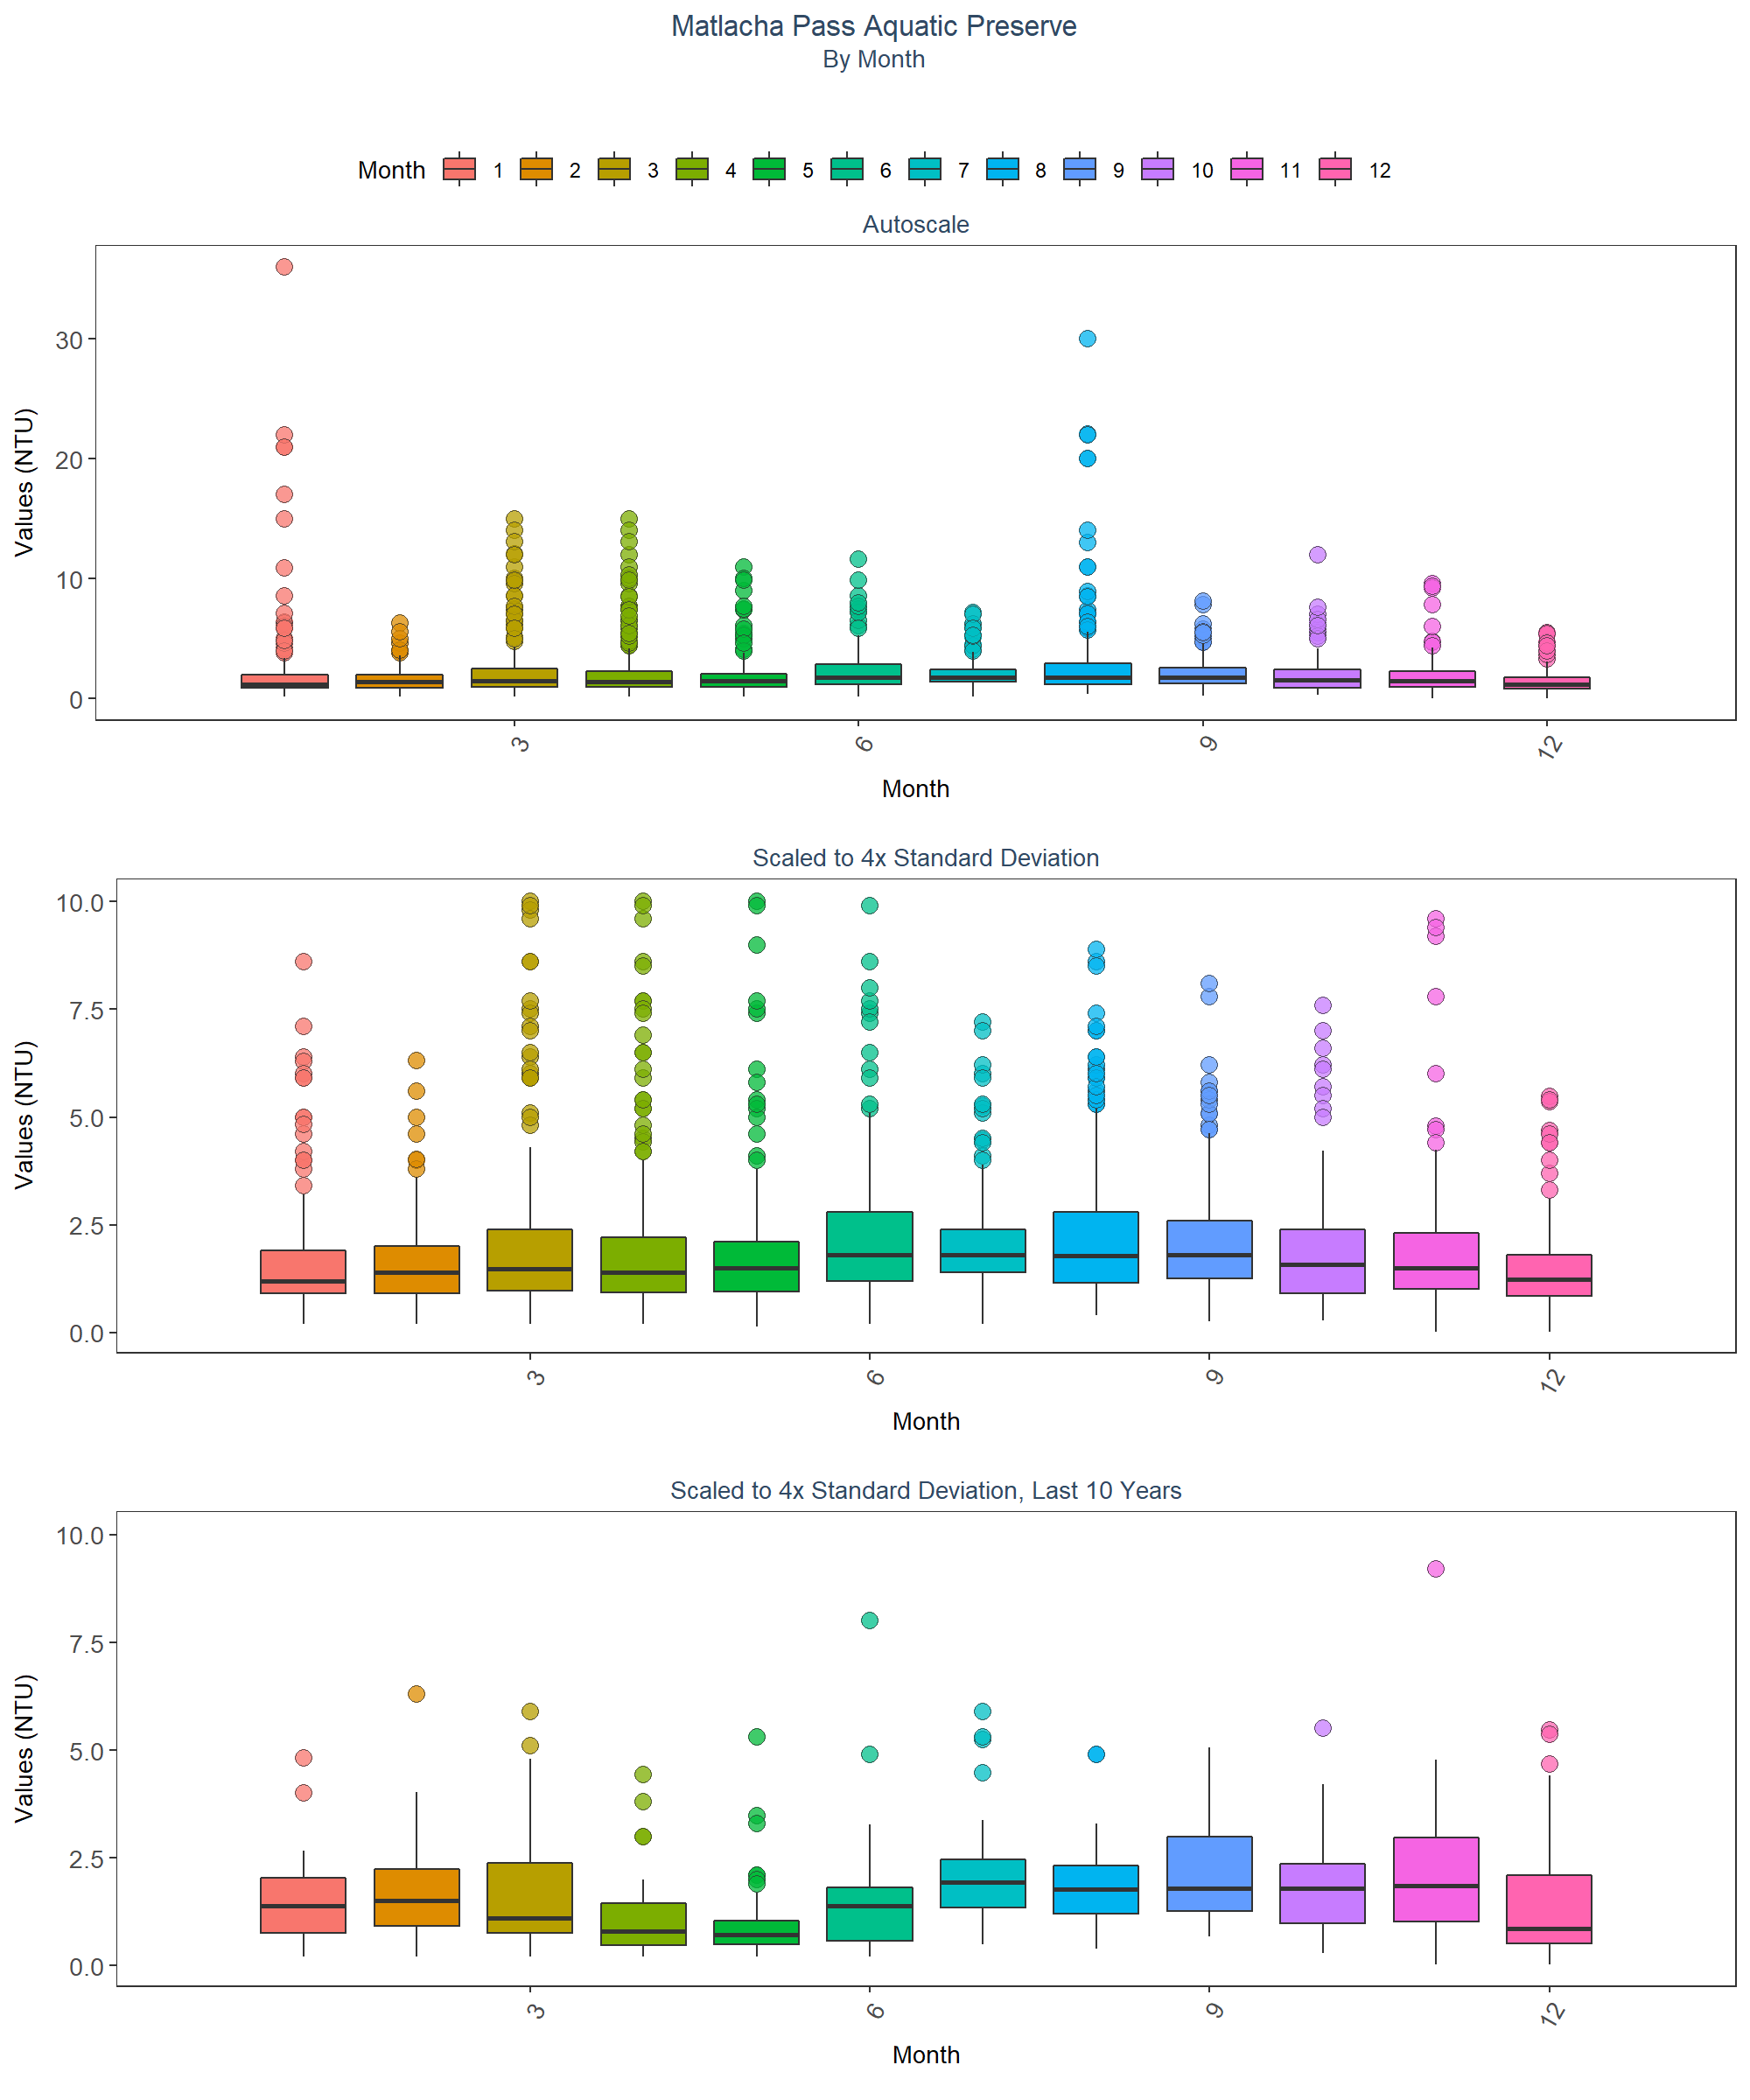 Matlacha Pass Aquatic Preserve
By Month
Month 1 2 3 4 5 6 7 8 9 10 11 12
Autoscale
Values (NTU)
30
20
10
0
3 6 9 12
Month
Scaled to 4x Standard Deviation
Values (NTU)
10.0
7.5
5.0
2.5
0.0
3 6 9 12
Month
Scaled to 4x Standard Deviation, Last 10 Years
Values (NTU)
10.0
7.5
5.0
2.5
0.0
3 6 9 12
Month